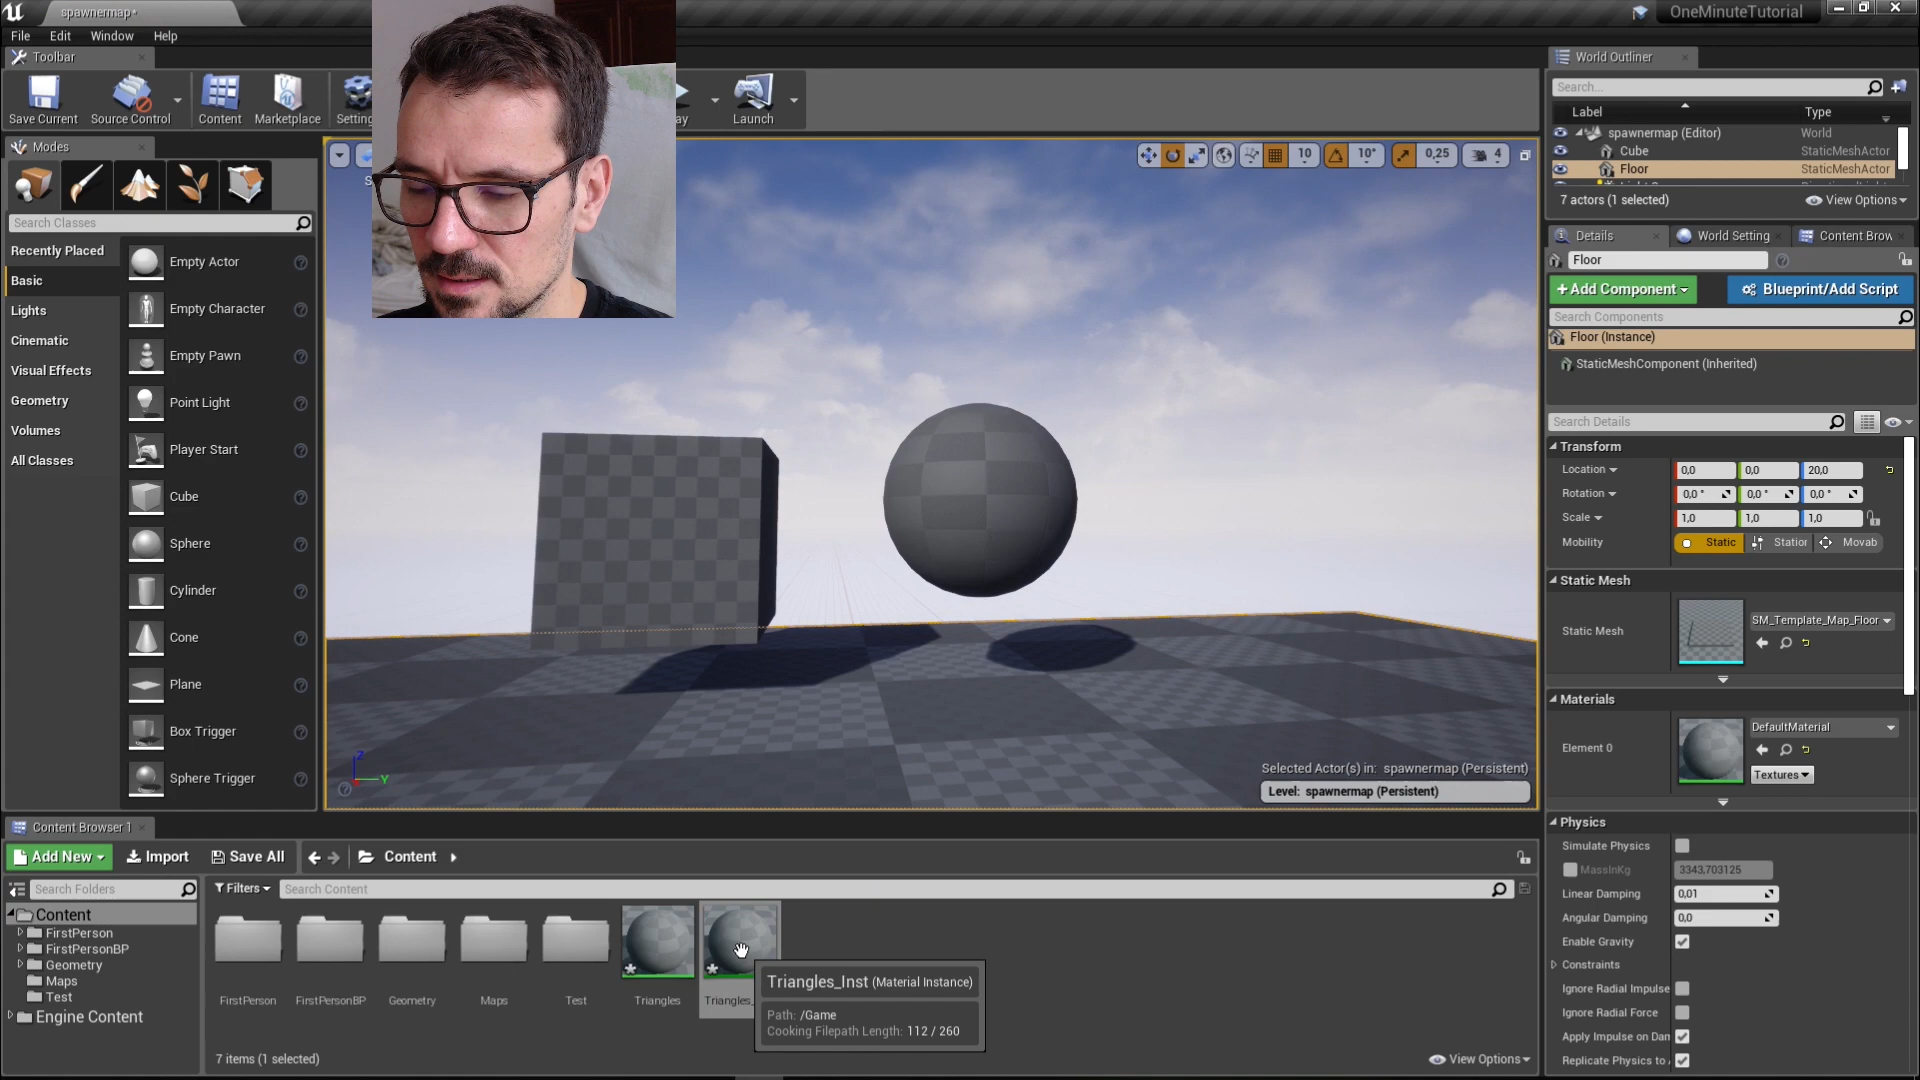 spawnermap*
OneMinuteTutorial
File Edit Window Help
Toolbar
Save Current
Source Control
Content
Marketplace
Launch
Modes
Search Classes
Recently Placed
Basic
Lights
Cinematic
Visual Effects
Geometry
Volumes
All Classes
Empty Actor
Empty Character
Empty Pawn
Point Light
Player Start
Cube
Sphere
Cylinder
Cone
Plane
Box Trigger
Sphere Trigger
10 10° 0,25 4
Z
Y
Selected Actor(s) in: spawnermap (Persistent)
Level: spawnermap (Persistent)
World Outliner
Search...
Label Type
spawnermap (Editor) World
Cube StaticMeshActor
Floor StaticMeshActor
7 actors (1 selected) View Options
Details World Setting Content Brow
Floor
+Add Component Blueprint/Add Script
Search Components
Floor (Instance)
StaticMeshComponent (Inherited)
Search Details
Transform
Location 0,0 0,0 20,0
Rotation 0,0 ° 0,0 ° 0,0 °
Scale 1,0 1,0 1,0
Mobility Static Statior Movab
Static Mesh
Static Mesh SM_Template_Map_Floor
Materials
Element 0 DefaultMaterial
Textures
Physics
Simulate Physics
MassInKg 3343,703125
Linear Damping 0,01
Angular Damping 0,0
Enable Gravity
Constraints
Ignore Radial Impulse
Ignore Radial Force
Apply Impulse on Dam
Replicate Physics to
Content Browser 1
Add New Import Save All Content
Search Folders
Filters Search Content
Content
FirstPerson
FirstPersonBP
Geometry
Maps
Test
Engine Content
FirstPerson
FirstPersonBP
Geometry
Maps
Test
Triangles
Triangles_
Triangles_Inst (Material Instance)
Path: /Game
Cooking Filepath Length: 112 / 260
7 items (1 selected) View Options